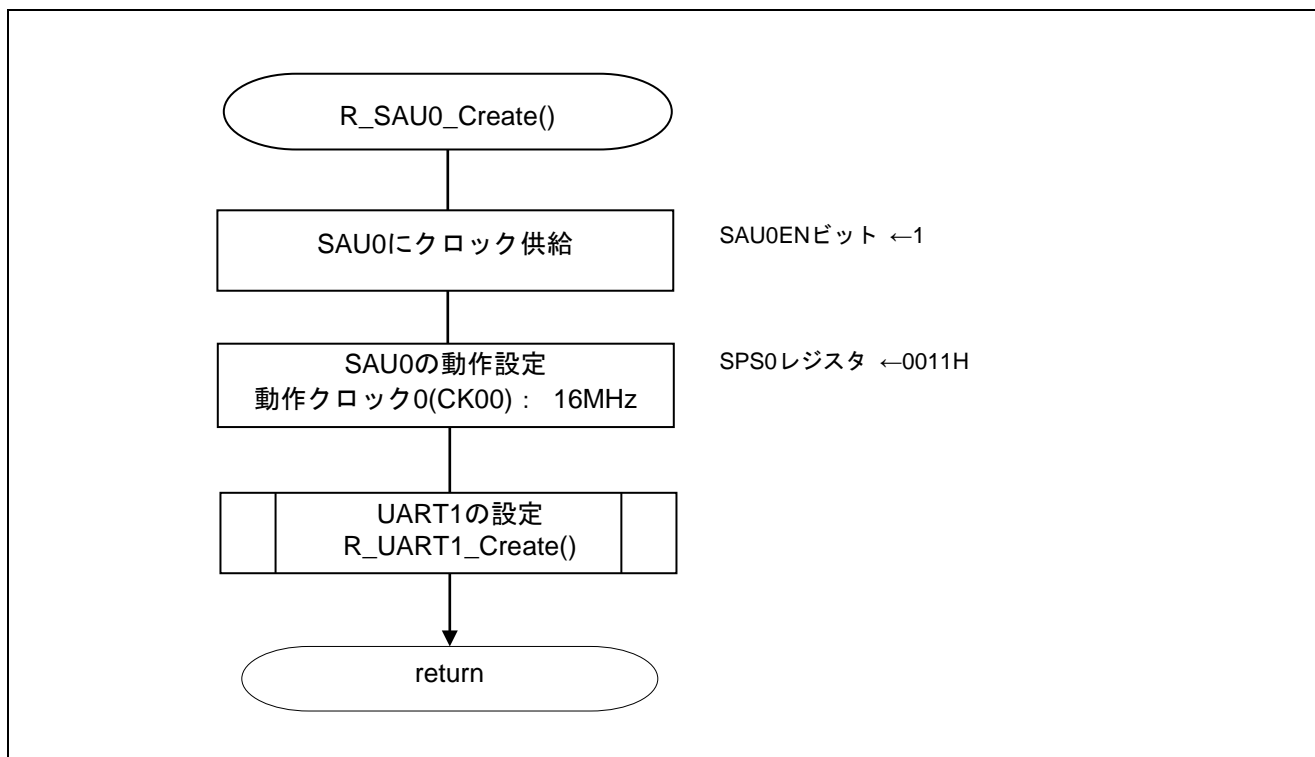 R_SAU0_Create()
SAU0にクロック供給
SAU0ENビット ←1
SAU0の動作設定
動作クロック0(CK00)： 16MHz
SPS0レジスタ ←0011H
UART1の設定
R_UART1_Create()
return